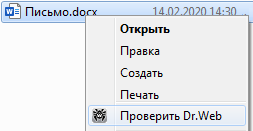 Письмо.docx 14.02.2020 14:30
Открыть
Правка
Создать
Печать
Проверить Dr.Web